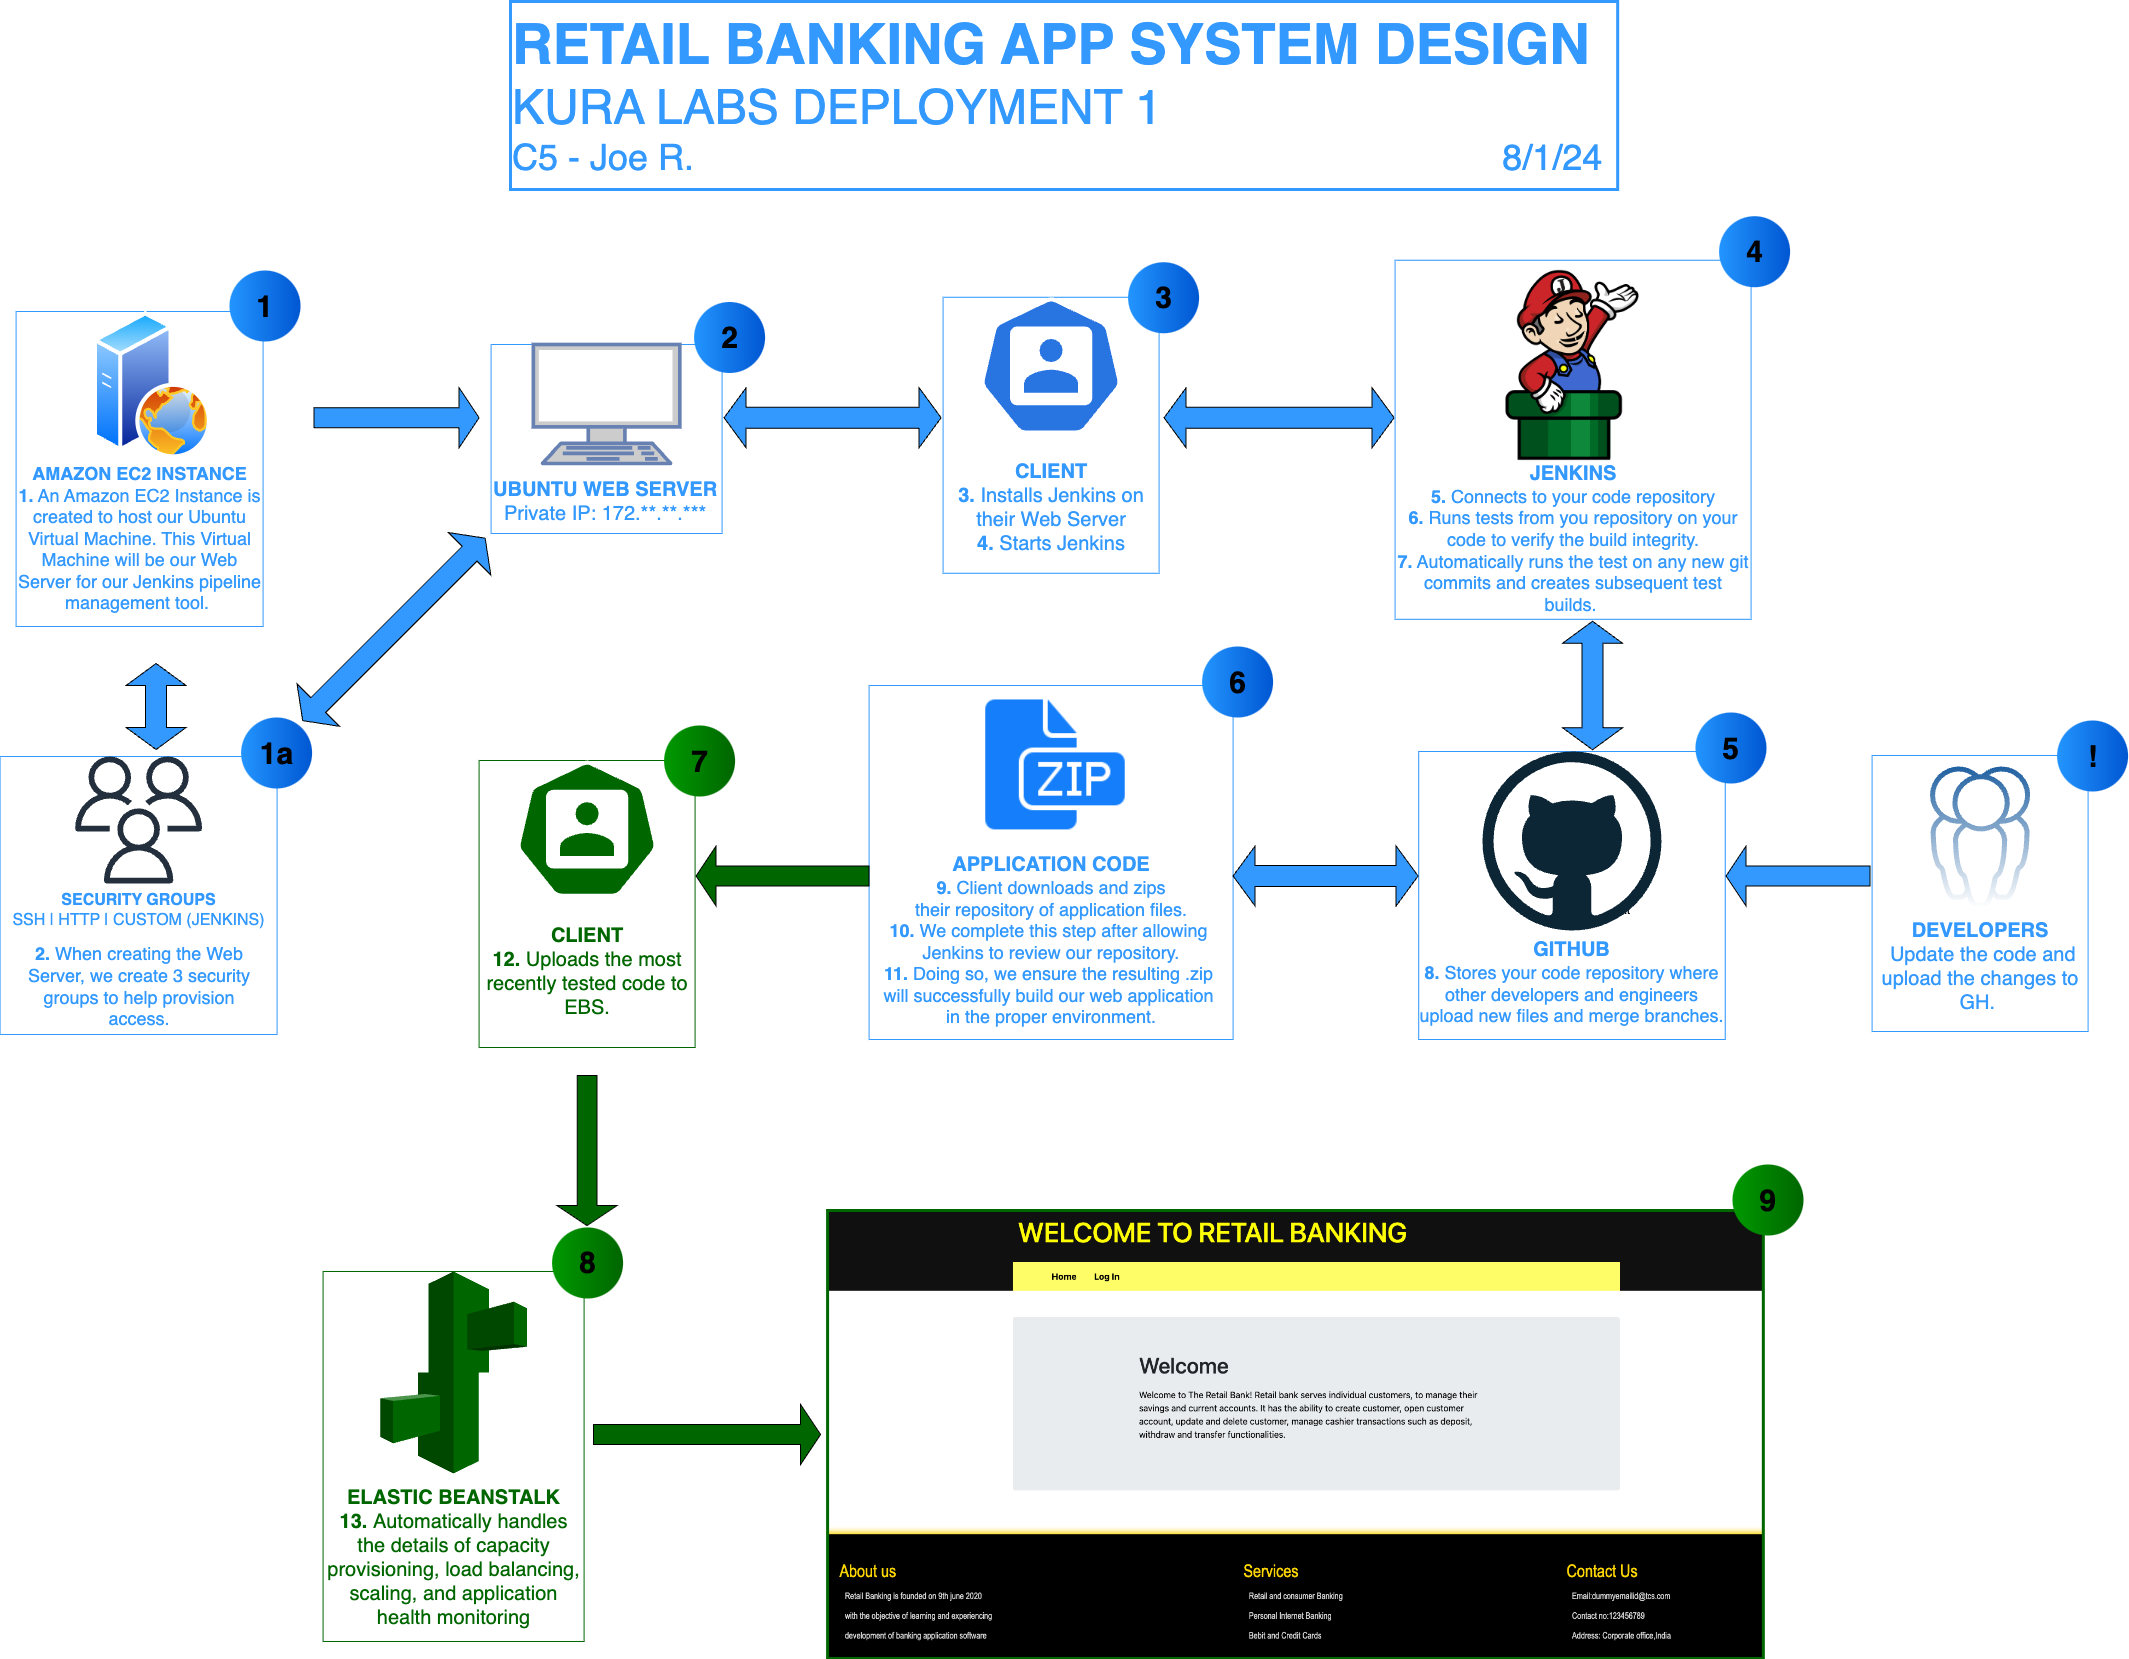 RETAIL BANKING APP SYSTEM DESIGN
KURA LABS DEPLOYMENT 1
C5 - Joe R.
8/1/24
1
AMAZON EC2 INSTANCE
1. An Amazon EC2 Instance is
created to host our Ubuntu
Virtual Machine. This Virtual
Machine will be our Web
Server for our Jenkins pipeline
management tool.
2
UBUNTU WEB SERVER
Private IP: 172.**.**.***
3
CLIENT
3. Installs Jenkins on
their Web Server
4. Starts Jenkins
4
J
JENKINS
5. Connects to your code repository
6. Runs tests from you repository on your
code to verify the build integrity.
7. Automatically runs the test on any new git
commits and creates subsequent test
builds.
1a
SECURITY GROUPS
SSH | HTTP | CUSTOM (JENKINS)
2. When creating the Web
Server, we create 3 security
groups to help provision
access.
7
CLIENT
12. Uploads the most
recently tested code to
EBS.
6
ZIP
APPLICATION CODE
9. Client downloads and zips
their repository of application files.
10. We complete this step after allowing
Jenkins to review our repository.
11. Doing so, we ensure the resulting .zip
will successfully build our web application
in the proper environment.
5
GITHUB
8. Stores your code repository where
other developers and engineers
upload new files and merge branches.
!
DEVELOPERS
Update the code and
upload the changes to
GH.
8
ELASTIC BEANSTALK
13. Automatically handles
the details of capacity
provisioning, load balancing,
scaling, and application
health monitoring
9
WELCOME TO RETAIL BANKING
Home Log In
Welcome
Welcome to The Retail Bank! Retail bank serves individual customers, to manage their
savings and current accounts. It has the ability to create customer, open customer
account, update and delete customer, manage cashier transactions such as deposit,
withdraw and transfer functionalities.
About us
Retail Banking is founded on 9th june 2020
with the objective of learning and experiencing
development of banking application software
Services
Retail and consumer Banking
Personal Internet Banking
Bebit and Credit Cards
Contact Us
Email:dummyemailid@tcs.com
Contact no:123456789
Address: Corporate office,India